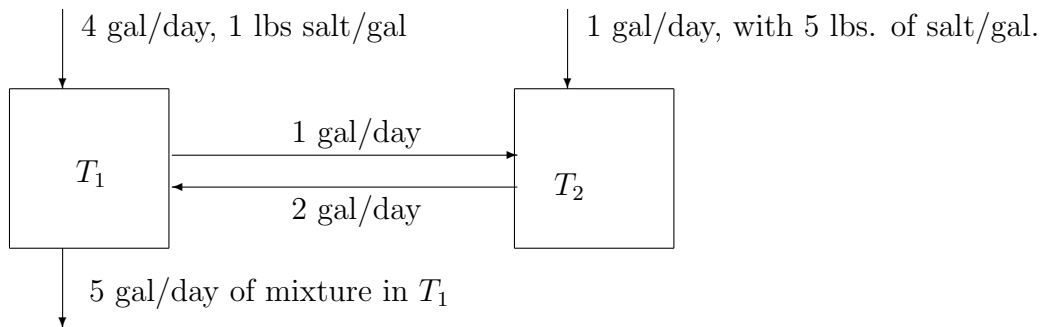 4 gal/day, 1 lbs salt/gal
1 gal/day, with 5 lbs. of salt/gal.
1 gal/day
T₁
T₂
2 gal/day
5 gal/day of mixture in T₁